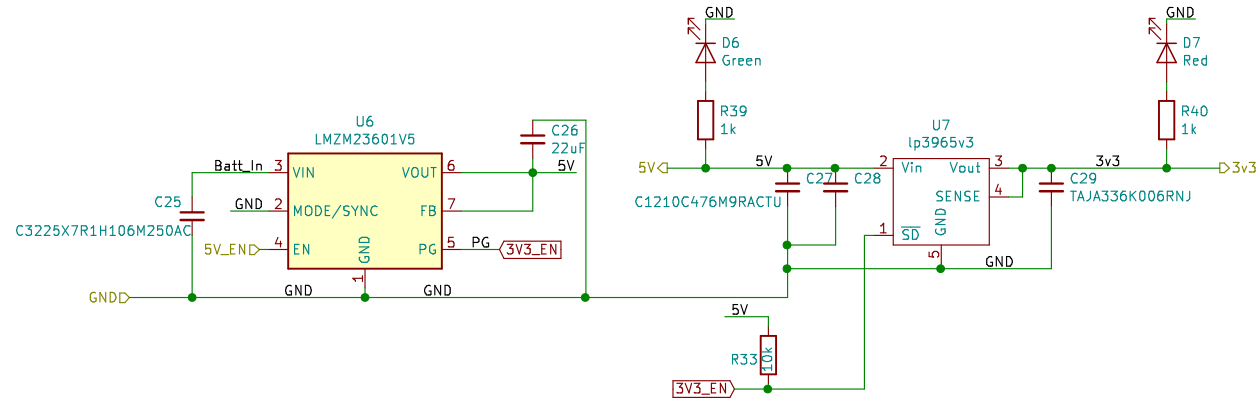 GND
GND
D6
Green
D7
Red
R39
1k
R40
1k
U6
LMZM23601V5
C26
22uF
U7
lp3965v3
Batt_In
3
VIN
VOUT
6
5V
5V
5V
2
Vin
Vout
3
3v3
3v3
C27
C28
C29
C1210C476M9RACTU
TAJA336K006RNJ
SENSE
4
C25
C3225X7R1H106M250AC
GND
2
MODE/SYNC
FB
7
5V_EN
4
EN
GND
PG
5
PG
3V3_EN
1
SD
GND
5
GND
1
GND
GND
GND
5V
R33
10k
3V3_EN